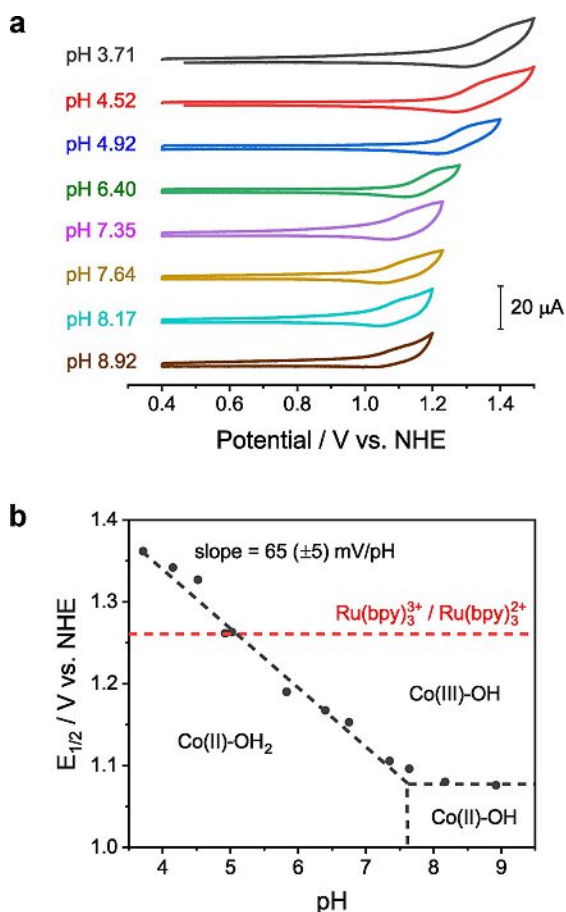 a
pH 3.71
pH 4.52
pH 4.92
pH 6.40
pH 7.35
pH 7.64
pH 8.17
pH 8.92
20 μA
0.4 0.6 0.8 1.0 1.2 1.4
Potential / V vs. NHE
b
1.4
slope = 65 (±5) mV/pH
1.3
Ru(bpy)₃³⁺ / Ru(bpy)₃²⁺
E₁/₂ / V vs. NHE
1.2
Co(III)-OH
Co(II)-OH₂
1.1
Co(II)-OH
1.0
4 5 6 7 8 9
pH